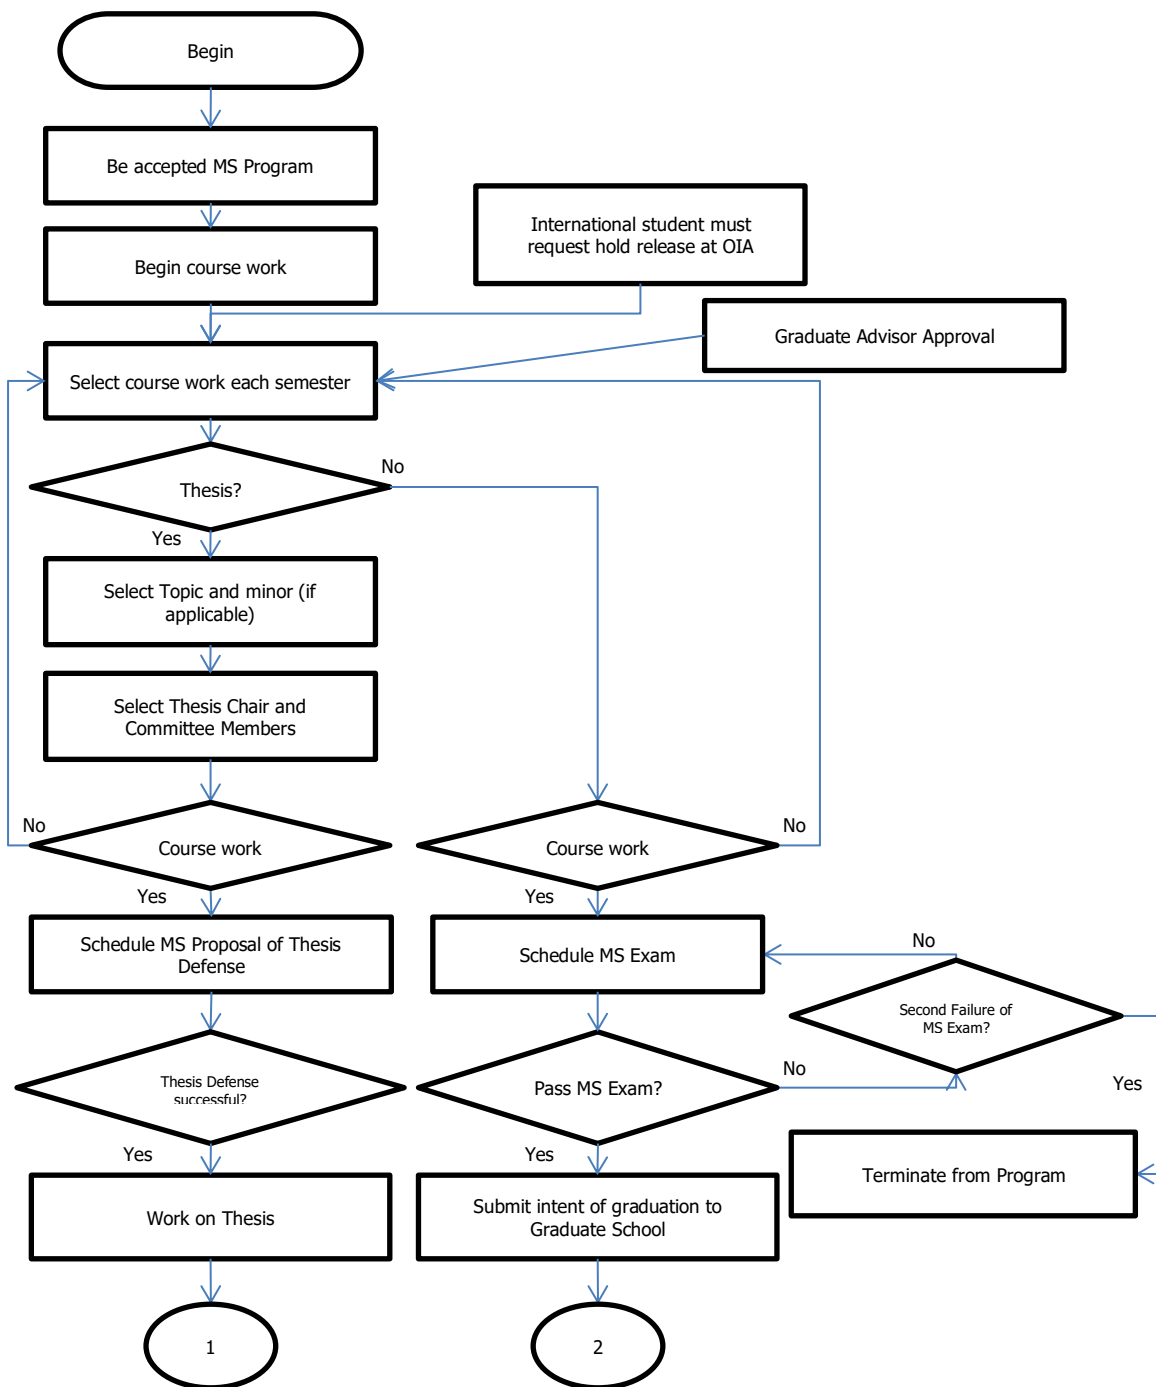 Begin
Be accepted MS Program
International student must
request hold release at OIA
Begin course work
Graduate Advisor Approval
Select course work each semester
No
Thesis?
Yes
Select Topic and minor (if
applicable)
Select Thesis Chair and
Committee Members
No
Course work
Course work
No
Yes
Yes
Schedule MS Proposal of Thesis
Defense
Schedule MS Exam
No
Second Failure of
MS Exam?
Thesis Defense
successful?
Pass MS Exam?
No
Yes
Yes
Yes
Work on Thesis
Submit intent of graduation to
Graduate School
Terminate from Program
1
2